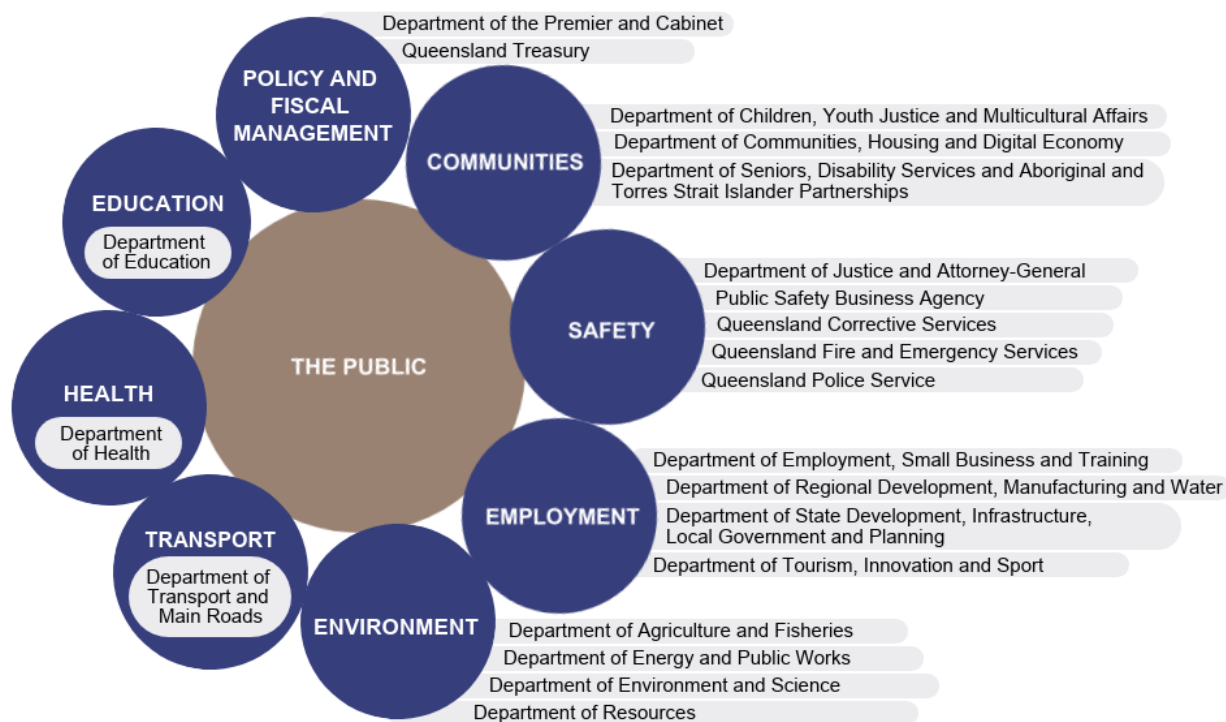 POLICY AND
FISCAL
MANAGEMENT
Department of the Premier and Cabinet
Queensland Treasury
COMMUNITIES
Department of Children, Youth Justice and Multicultural Affairs
Department of Communities, Housing and Digital Economy
Department of Seniors, Disability Services and Aboriginal and
Torres Strait Islander Partnerships
SAFETY
Department of Justice and Attorney-General
Public Safety Business Agency
Queensland Corrective Services
Queensland Fire and Emergency Services
Queensland Police Service
EMPLOYMENT
Department of Employment, Small Business and Training
Department of Regional Development, Manufacturing and Water
Department of State Development, Infrastructure,
Local Government and Planning
Department of Tourism, Innovation and Sport
ENVIRONMENT
Department of Agriculture and Fisheries
Department of Energy and Public Works
Department of Environment and Science
Department of Resources
TRANSPORT
Department of
Transport and
Main Roads
HEALTH
Department
of Health
EDUCATION
Department
of Education
THE PUBLIC